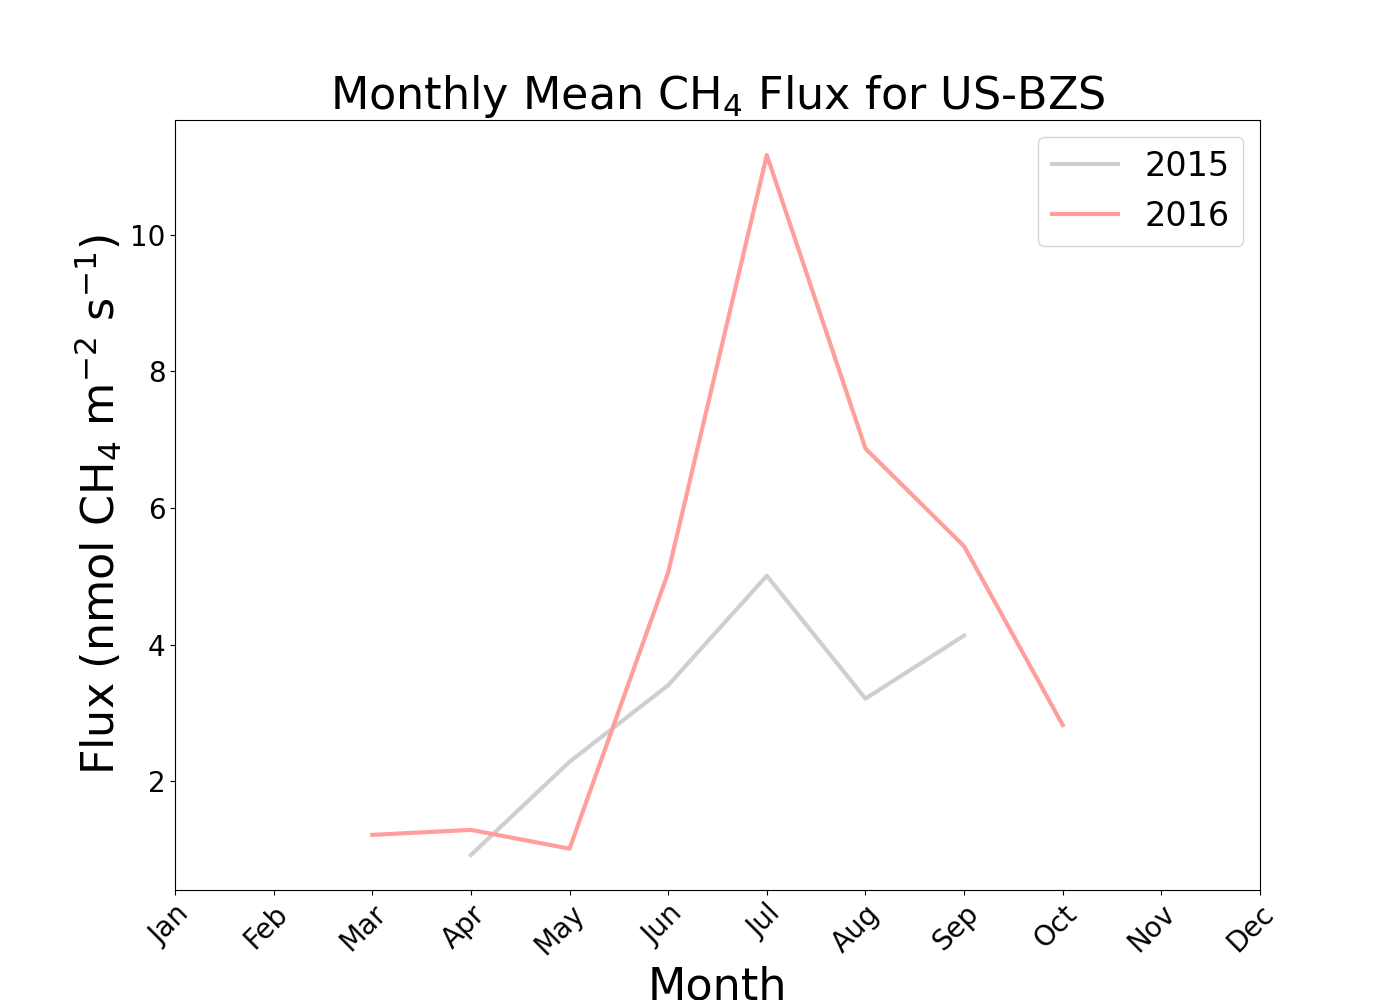 Monthly Mean CH₄ Flux for US-BZS
2015
2016
Flux (nmol CH₄ m⁻² s⁻¹)
10
8
6
4
2
Jan Feb Mar Apr May Jun Jul Aug Sep Oct Nov Dec
Month